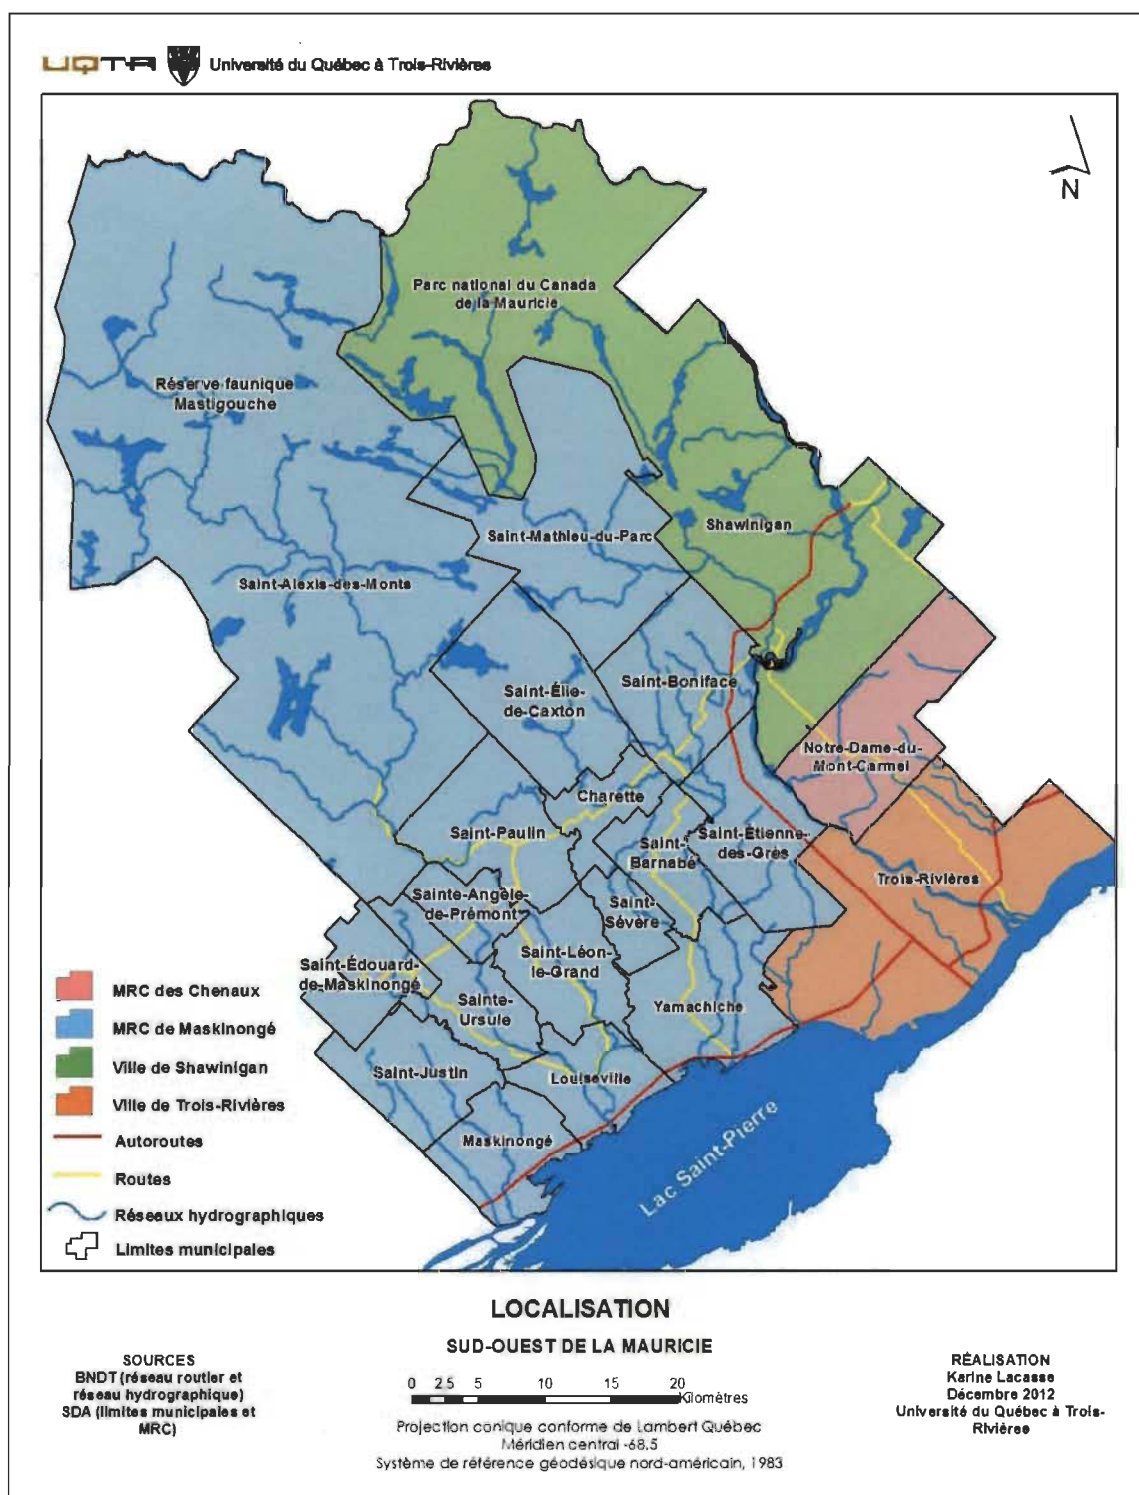 UQTR Université du Québec à Trois-Rivières
N
Parc national du Canada
de la Mauricie
Réserve faunique
Mastigouche
Shawinigan
Saint-Mathieu-du-Parc
Saint-Alexis-des-Monts
Saint-Boniface
Saint-Élie-
de-Caxton
Notre-Dame-du-
Mont-Carmel
Charette
Saint-Paulin
Saint-
Barnabé
Saint-Étienne-
des-Grès
Trois-Rivières
Sainte-Angèle-
de-Prémont
Saint-
Sévère
Saint-Léon-
le-Grand
Saint-Édouard-
de-Maskinongé
Sainte-
Ursule
Yamachiche
Saint-Justin
Louiseville
Maskinongé
Lac Saint-Pierre
MRC des Chenaux
MRC de Maskinongé
Ville de Shawinigan
Ville de Trois-Rivières
Autoroutes
Routes
Réseaux hydrographiques
Limites municipales
LOCALISATION
SUD-OUEST DE LA MAURICIE
SOURCES
BNDT (réseau routier et
réseau hydrographique)
SDA (limites municipales et
MRC)
0 2.5 5 10 15 20
Kilomètres
Projection conique conforme de Lambert Québec
Méridien central -68.5
Système de référence géodésique nord-américain, 1983
RÉALISATION
Karine Lacasse
Décembre 2012
Université du Québec à Trois-
Rivières